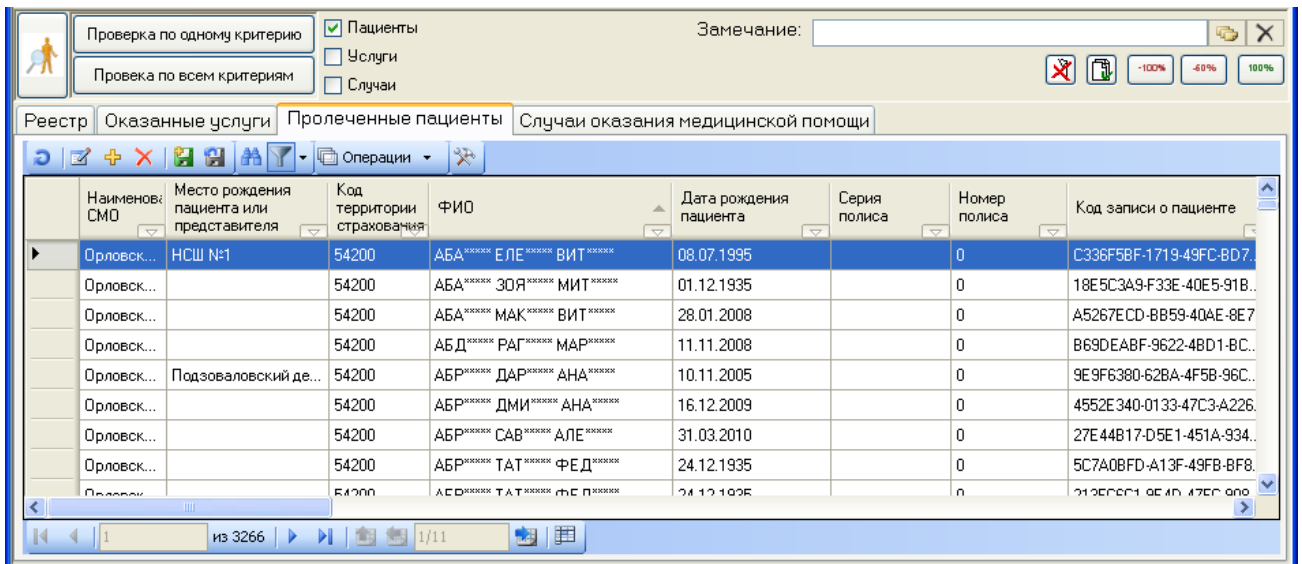 Проверка по одному критерию
Пациенты
Замечание:
Услуги
Провека по всем критериям
Случаи
-100%
-60%
100%
Реестр
Оказанные услуги
Пролеченные пациенты
Случаи оказания медицинской помощи
Операции
Наименова СМО
Место рождения пациента или представителя
Код территории страхования
ФИО
Дата рождения пациента
Серия полиса
Номер полиса
Код записи о пациенте
Орловск... НСШ №1 54200 АБА***** ЕЛЕ***** ВИТ***** 08.07.1995 0 C336F5BF-1719-49FC-BD7..
Орловск... 54200 АБА***** ЗОЯ***** МИТ***** 01.12.1935 0 18E5C3A9-F33E-40E5-91B..
Орловск... 54200 АБА***** МАК***** ВИТ***** 28.01.2008 0 A5267ECD-BB59-40AE-8E7
Орловск... 54200 АБД***** РАГ***** МАР***** 11.11.2008 0 B69DEABF-9622-4BD1-BC..
Орловск... Подзоваловский де... 54200 АБР***** ДАР***** АНА***** 10.11.2005 0 9E9F6380-62BA-4F5B-96C..
Орловск... 54200 АБР***** ДМИ***** АНА***** 16.12.2009 0 4552E340-0133-47C3-A226.
Орловск... 54200 АБР***** САВ***** АЛЕ***** 31.03.2010 0 27E44B17-D5E1-451A-934..
Орловск... 54200 АБР***** ТАТ***** ФЕД***** 24.12.1935 0 5C7A0BFD-A13F-49FB-BF8.
1 из 3266 1/11